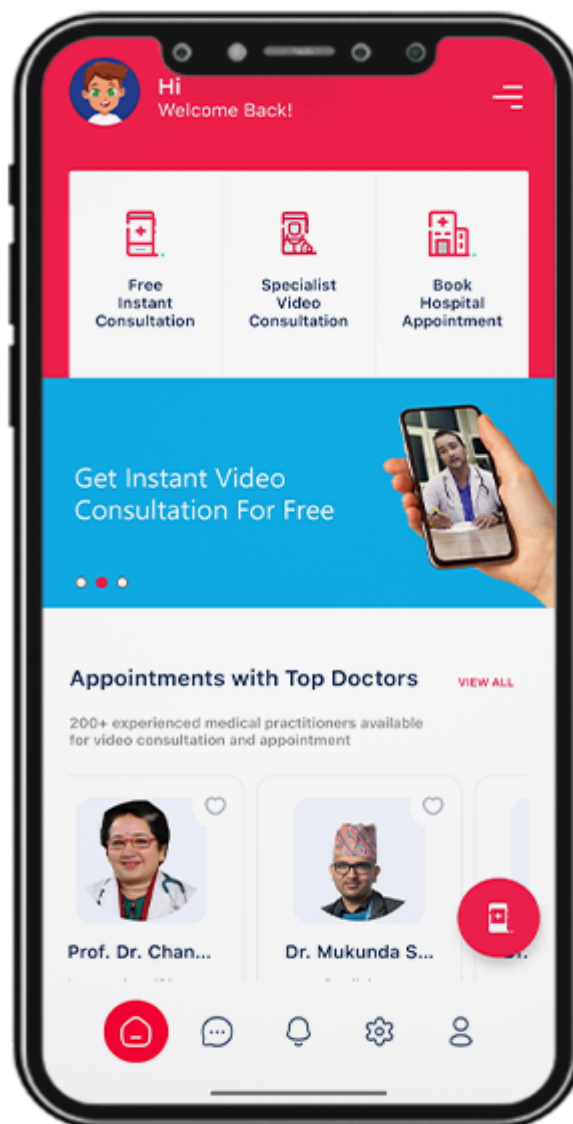 Hi
Welcome Back!
Free
Instant
Consultation
Specialist
Video
Consultation
Book
Hospital
Appointment
Get Instant Video
Consultation For Free
Appointments with Top Doctors
VIEW ALL
200+ experienced medical practitioners available
for video consultation and appointment
Prof. Dr. Chan...
Dr. Mukunda S...